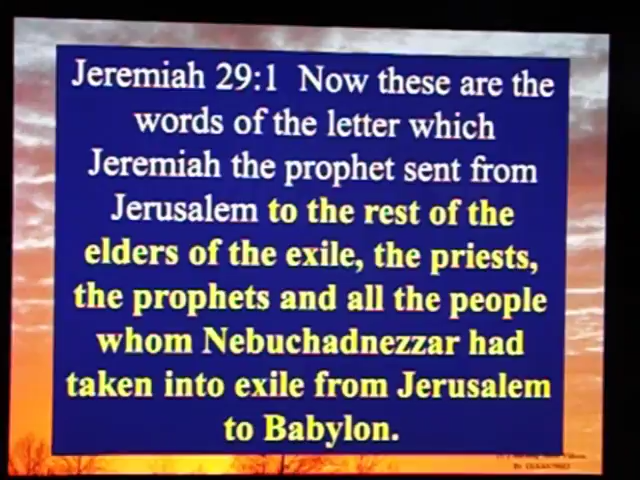 Jeremiah 29:1 Now these are the
words of the letter which
Jeremiah the prophet sent from
Jerusalem to the rest of the
elders of the exile, the priests,
the prophets and all the people
whom Nebuchadnezzar had
taken into exile from Jerusalem
to Babylon.